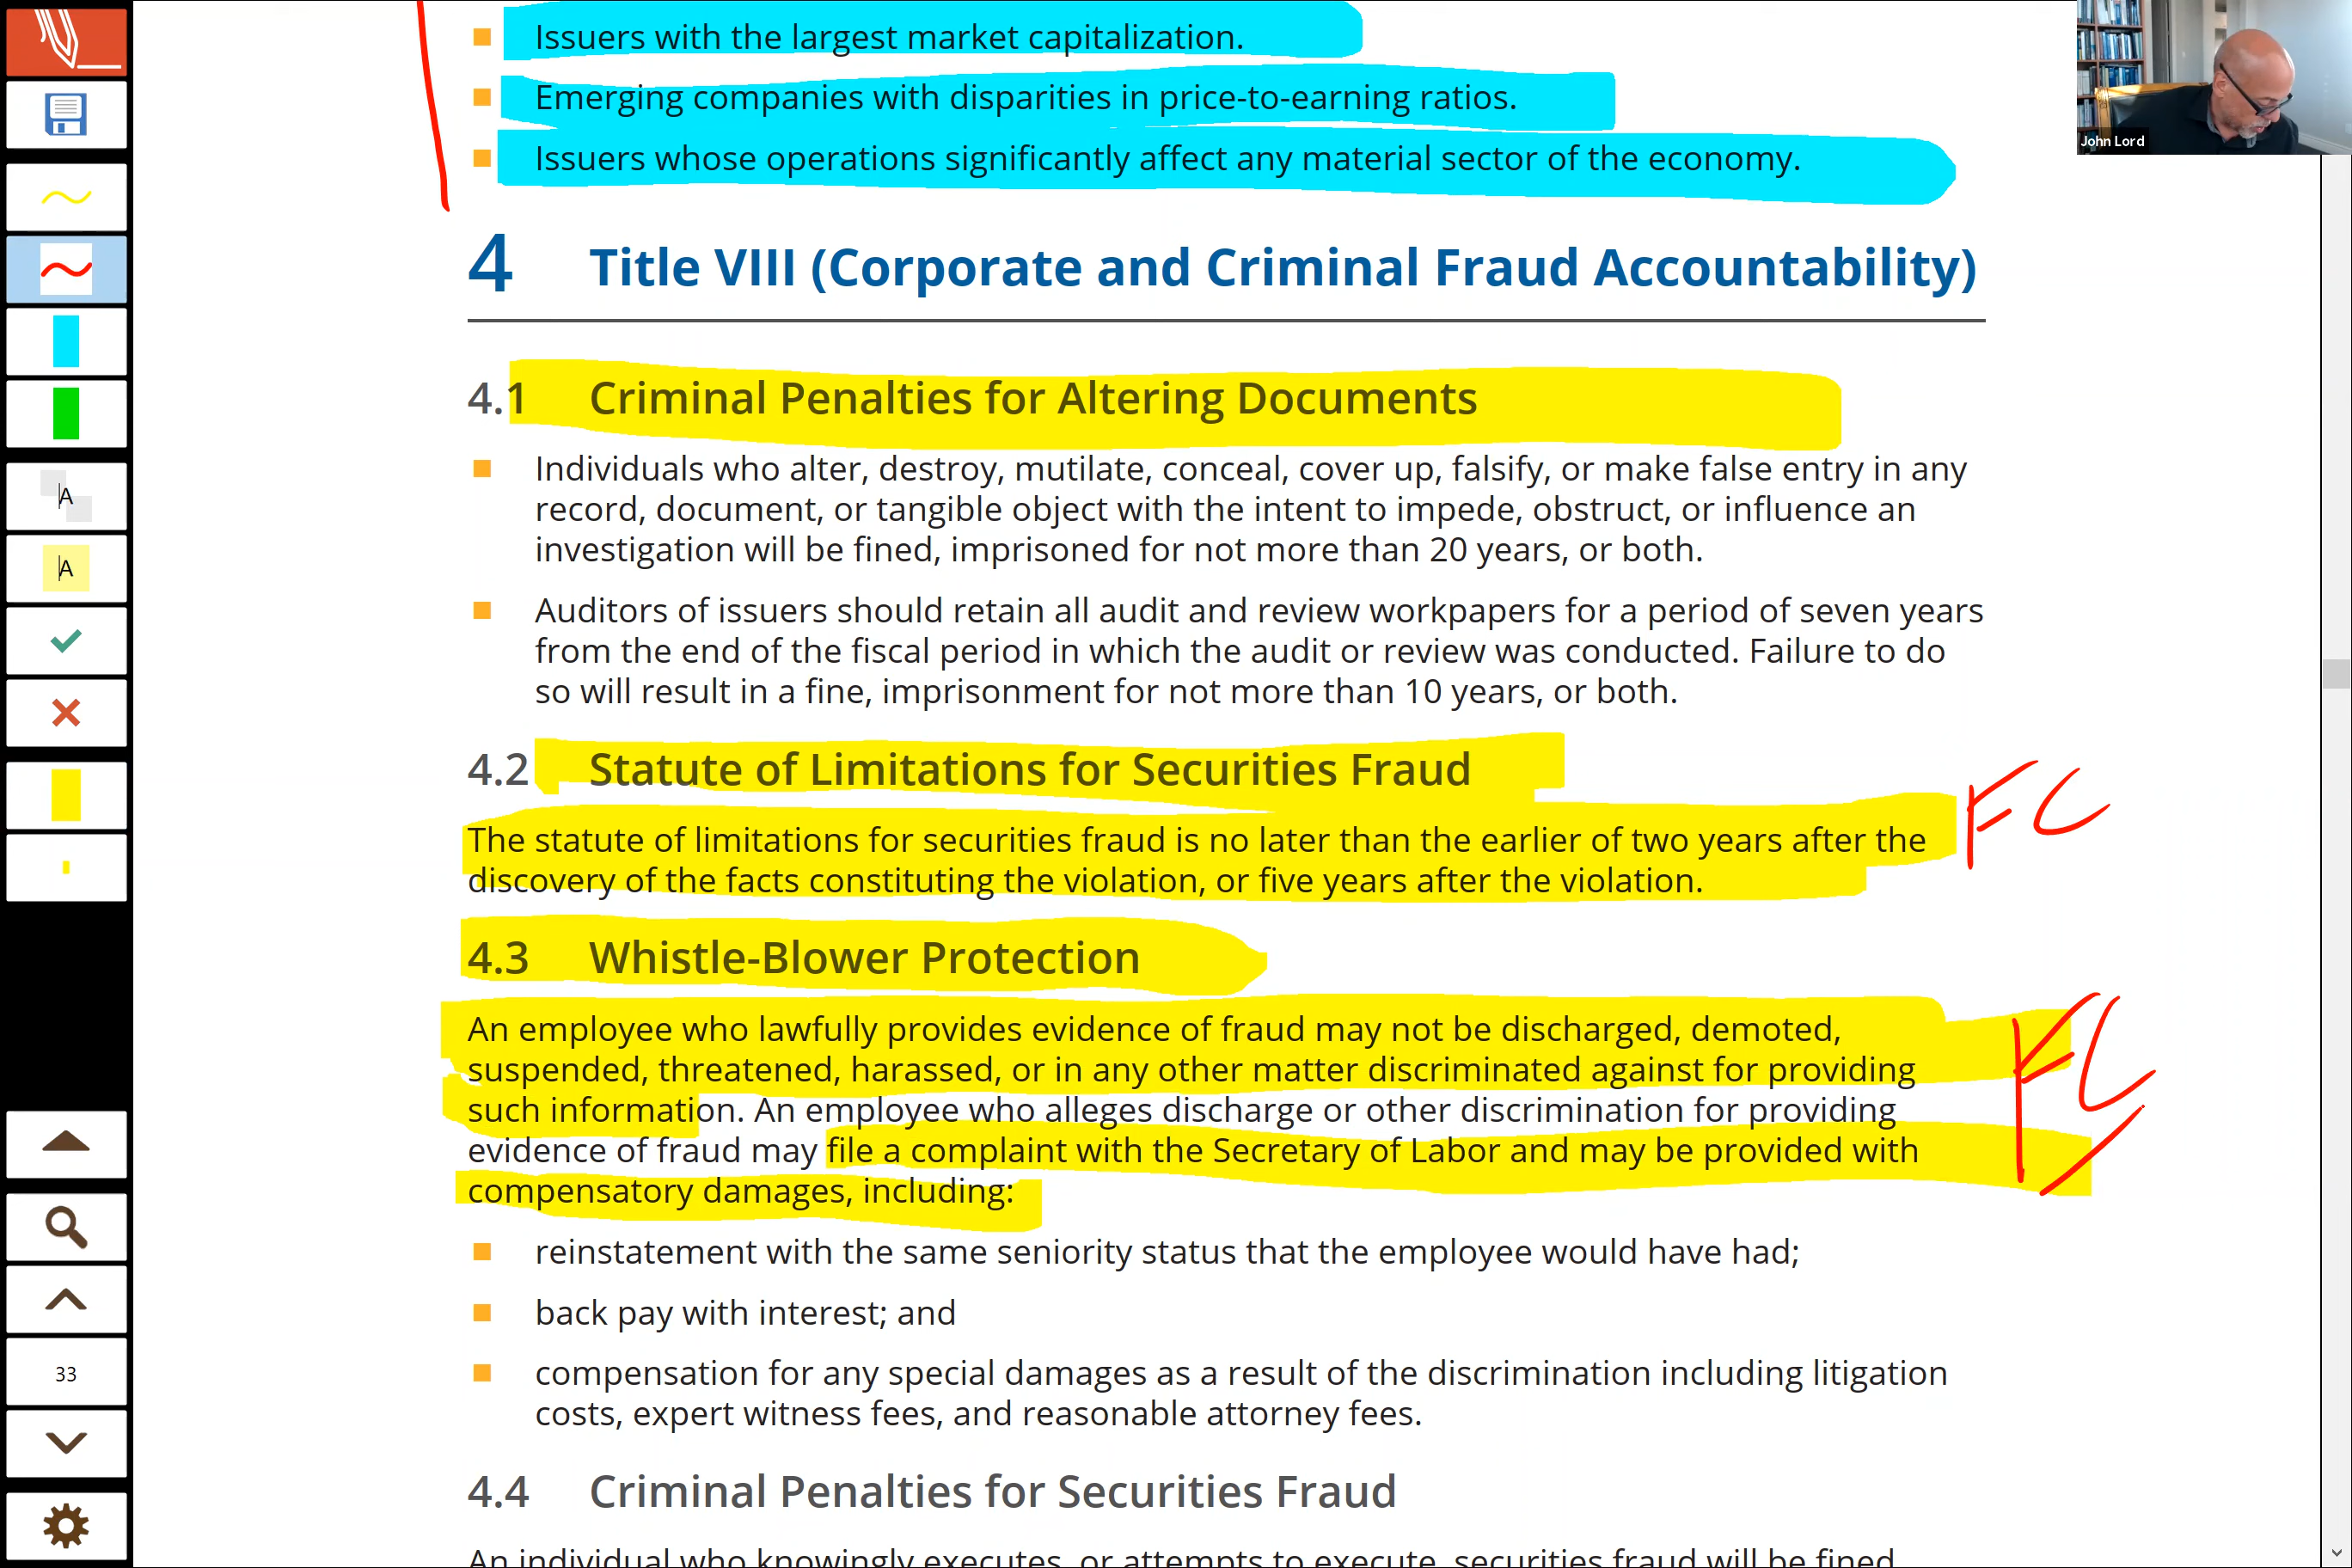 Issuers with the largest market capitalization.
Emerging companies with disparities in price-to-earning ratios.
Issuers whose operations significantly affect any material sector of the economy.
John Lord
4 Title VIII (Corporate and Criminal Fraud Accountability)
4.1 Criminal Penalties for Altering Documents
Individuals who alter, destroy, mutilate, conceal, cover up, falsify, or make false entry in any
record, document, or tangible object with the intent to impede, obstruct, or influence an
investigation will be fined, imprisoned for not more than 20 years, or both.
Auditors of issuers should retain all audit and review workpapers for a period of seven years
from the end of the fiscal period in which the audit or review was conducted. Failure to do
so will result in a fine, imprisonment for not more than 10 years, or both.
4.2 Statute of Limitations for Securities Fraud
FC
The statute of limitations for securities fraud is no later than the earlier of two years after the
discovery of the facts constituting the violation, or five years after the violation.
4.3 Whistle-Blower Protection
An employee who lawfully provides evidence of fraud may not be discharged, demoted,
suspended, threatened, harassed, or in any other matter discriminated against for providing
FC
such information. An employee who alleges discharge or other discrimination for providing
evidence of fraud may file a complaint with the Secretary of Labor and may be provided with
compensatory damages, including:
reinstatement with the same seniority status that the employee would have had;
back pay with interest; and
compensation for any special damages as a result of the discrimination including litigation
costs, expert witness fees, and reasonable attorney fees.
4.4 Criminal Penalties for Securities Fraud
An individual who knowingly executes, or attempts to execute, securities fraud will be fined
A
A
33